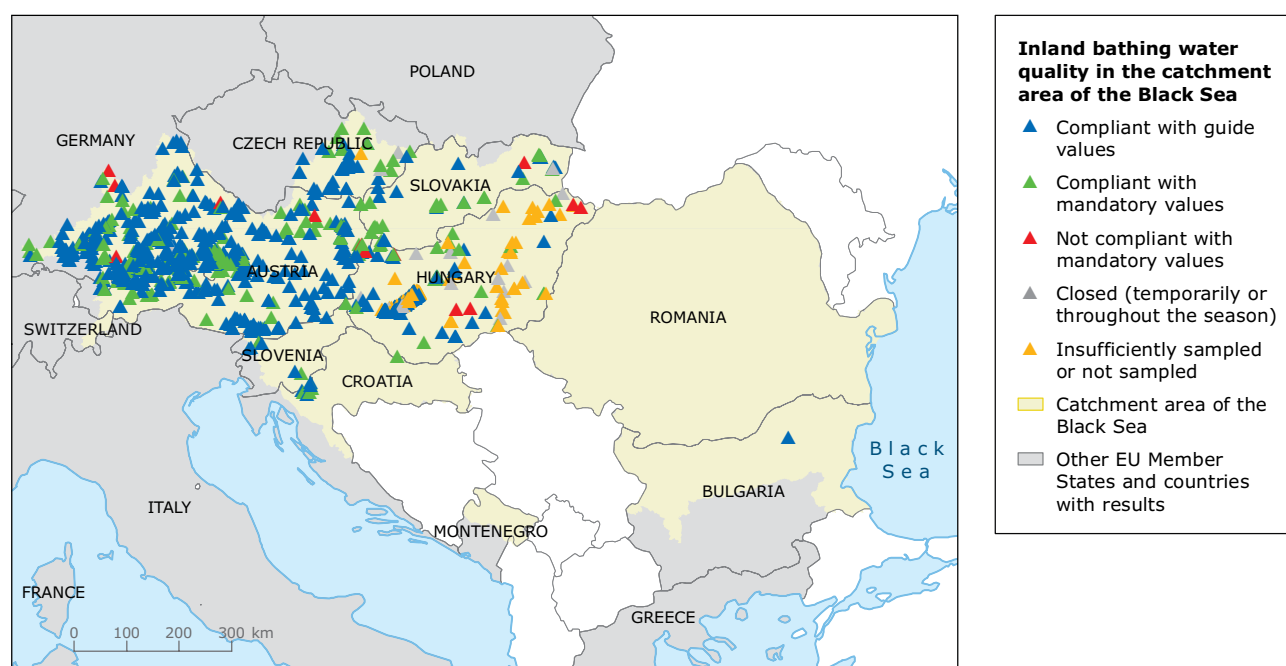 POLAND
GERMANY
CZECH REPUBLIC
SLOVAKIA
AUSTRIA
HUNGARY
SWITZERLAND
ROMANIA
SLOVENIA
CROATIA
Black
Sea
BULGARIA
ITALY
MONTENEGRO
FRANCE
GREECE
0 100 200 300 km
Inland bathing water
quality in the catchment
area of the Black Sea
Compliant with guide
values
Compliant with
mandatory values
Not compliant with
mandatory values
Closed (temporarily or
throughout the season)
Insufficiently sampled
or not sampled
Catchment area of the
Black Sea
Other EU Member
States and countries
with results